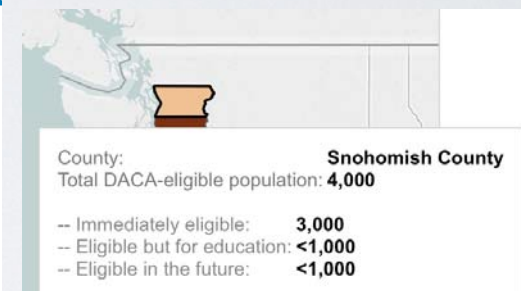 County: Snohomish County
Total DACA-eligible population: 4,000
-- Immediately eligible: 3,000
-- Eligible but for education: <1,000
-- Eligible in the future: <1,000